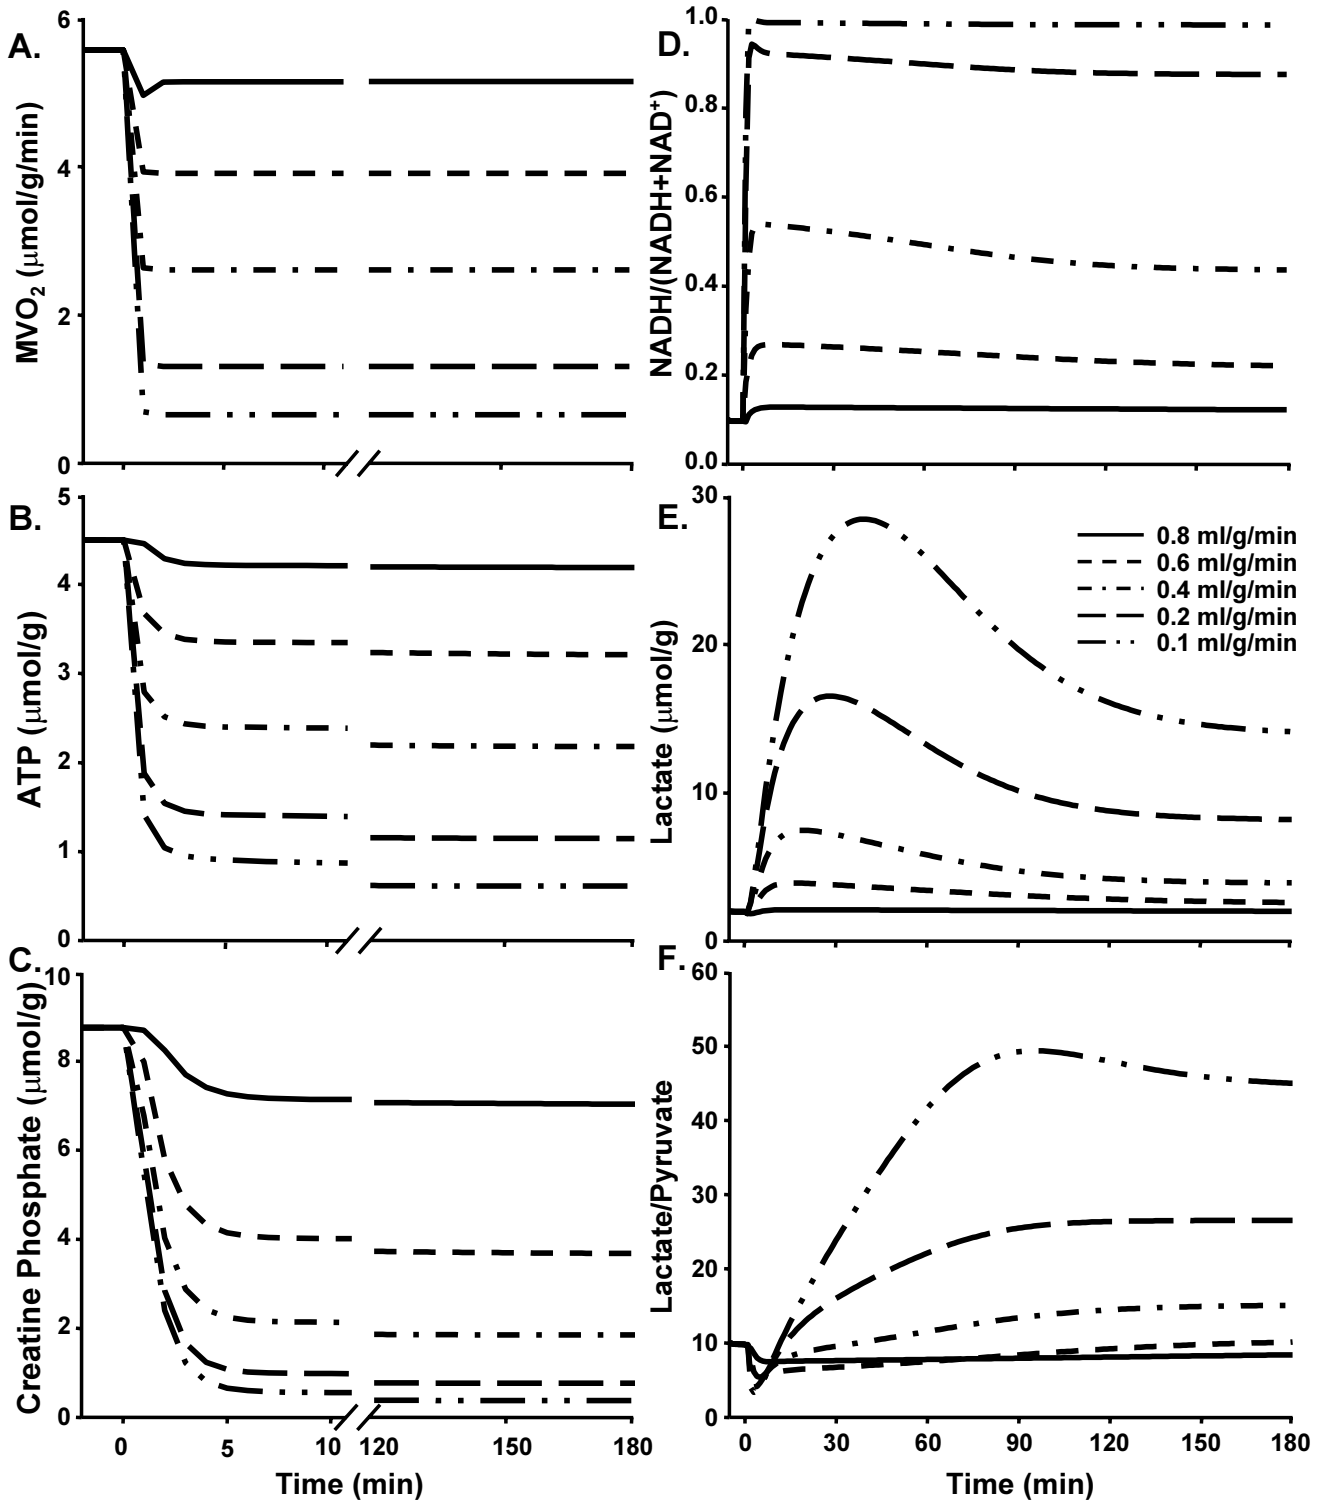 A.
MVO2 (μmol/g/min)
6
4
2
0
B.
ATP (μmol/g)
5
4
3
2
1
0
C.
Creatine Phosphate (μmol/g)
10
8
6
4
2
0
0 5 10 120 150 180
Time (min)
D.
NADH/(NADH+NAD+)
1.0
0.8
0.6
0.4
0.2
0.0
E.
Lactate (μmol/g)
30
20
10
0
0.8 ml/g/min
0.6 ml/g/min
0.4 ml/g/min
0.2 ml/g/min
0.1 ml/g/min
F.
Lactate/Pyruvate
60
50
40
30
20
10
0
0 30 60 90 120 150 180
Time (min)